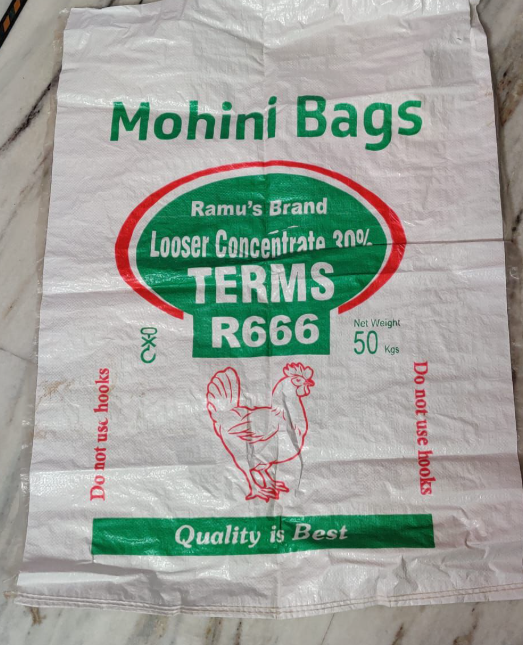 Mohini Bags
Ramu's Brand
Looser Concentrate 30%
TERMS
R666
Net Weight
50 Kgs
Do not use hooks
Do not use hooks
Quality is Best